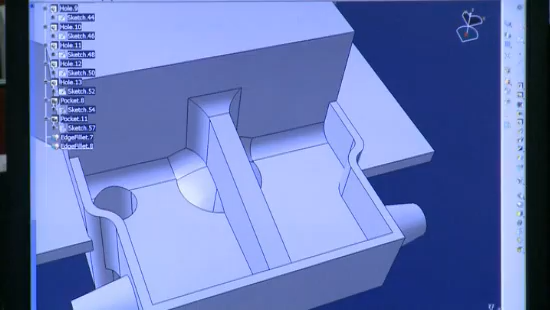 Hole.9
Sketch.44
Hole.10
Sketch.46
Hole.11
Sketch.48
Hole.12
Sketch.50
Hole.13
Sketch.52
Pocket.8
Sketch.54
Pocket.11
Sketch.57
EdgeFillet.7
EdgeFillet.8